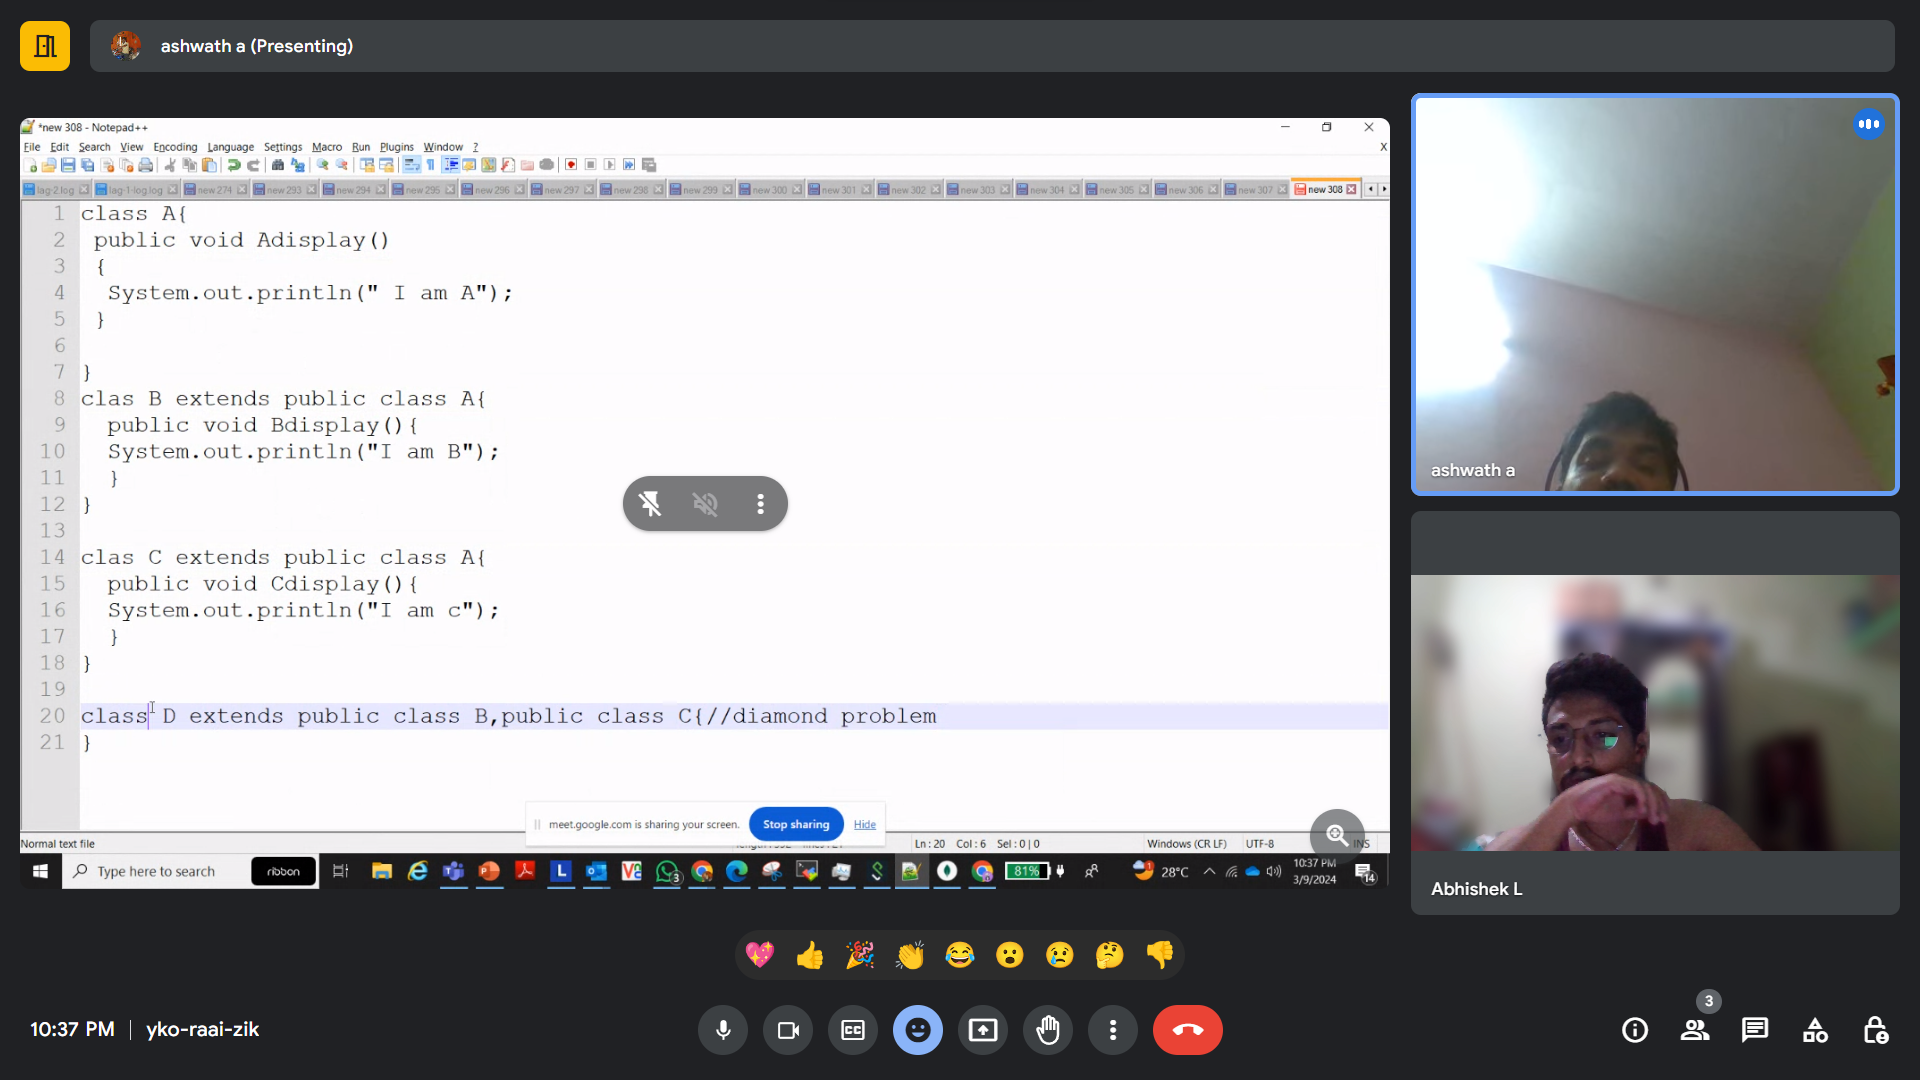 ashwath a (Presenting)
*new 308 - Notepad++
File Edit Search View Encoding Language Settings Macro Run Plugins Window ?
X
lag-2.log lag-1-log.log new 274 new 293 new 294 new 295 new 296 new 297 new 298 new 299 new 300 new 301 new 302 new 303 new 304 new 305 new 306 new 307 new 308
1 class A{
2 public void Adisplay()
3 {
4 System.out.println(" I am A");
5 }
6
7 }
8 clas B extends public class A{
9 public void Bdisplay(){
10 System.out.println("I am B");
11 }
12 }
13
14 clas C extends public class A{
15 public void Cdisplay(){
16 System.out.println("I am c");
17 }
18 }
19
20 class D extends public class B,public class C{//diamond problem
21 }
meet.google.com is sharing your screen. Stop sharing Hide
Normal text file Ln: 20 Col: 6 Sel: 0 | 0 Windows (CR LF) UTF-8 INS
Type here to search ribbon 81% 28°C 10:37 PM
3/9/2024
14
ashwath a
Abhishek L
10:37 PM yko-raai-zik
CC
3